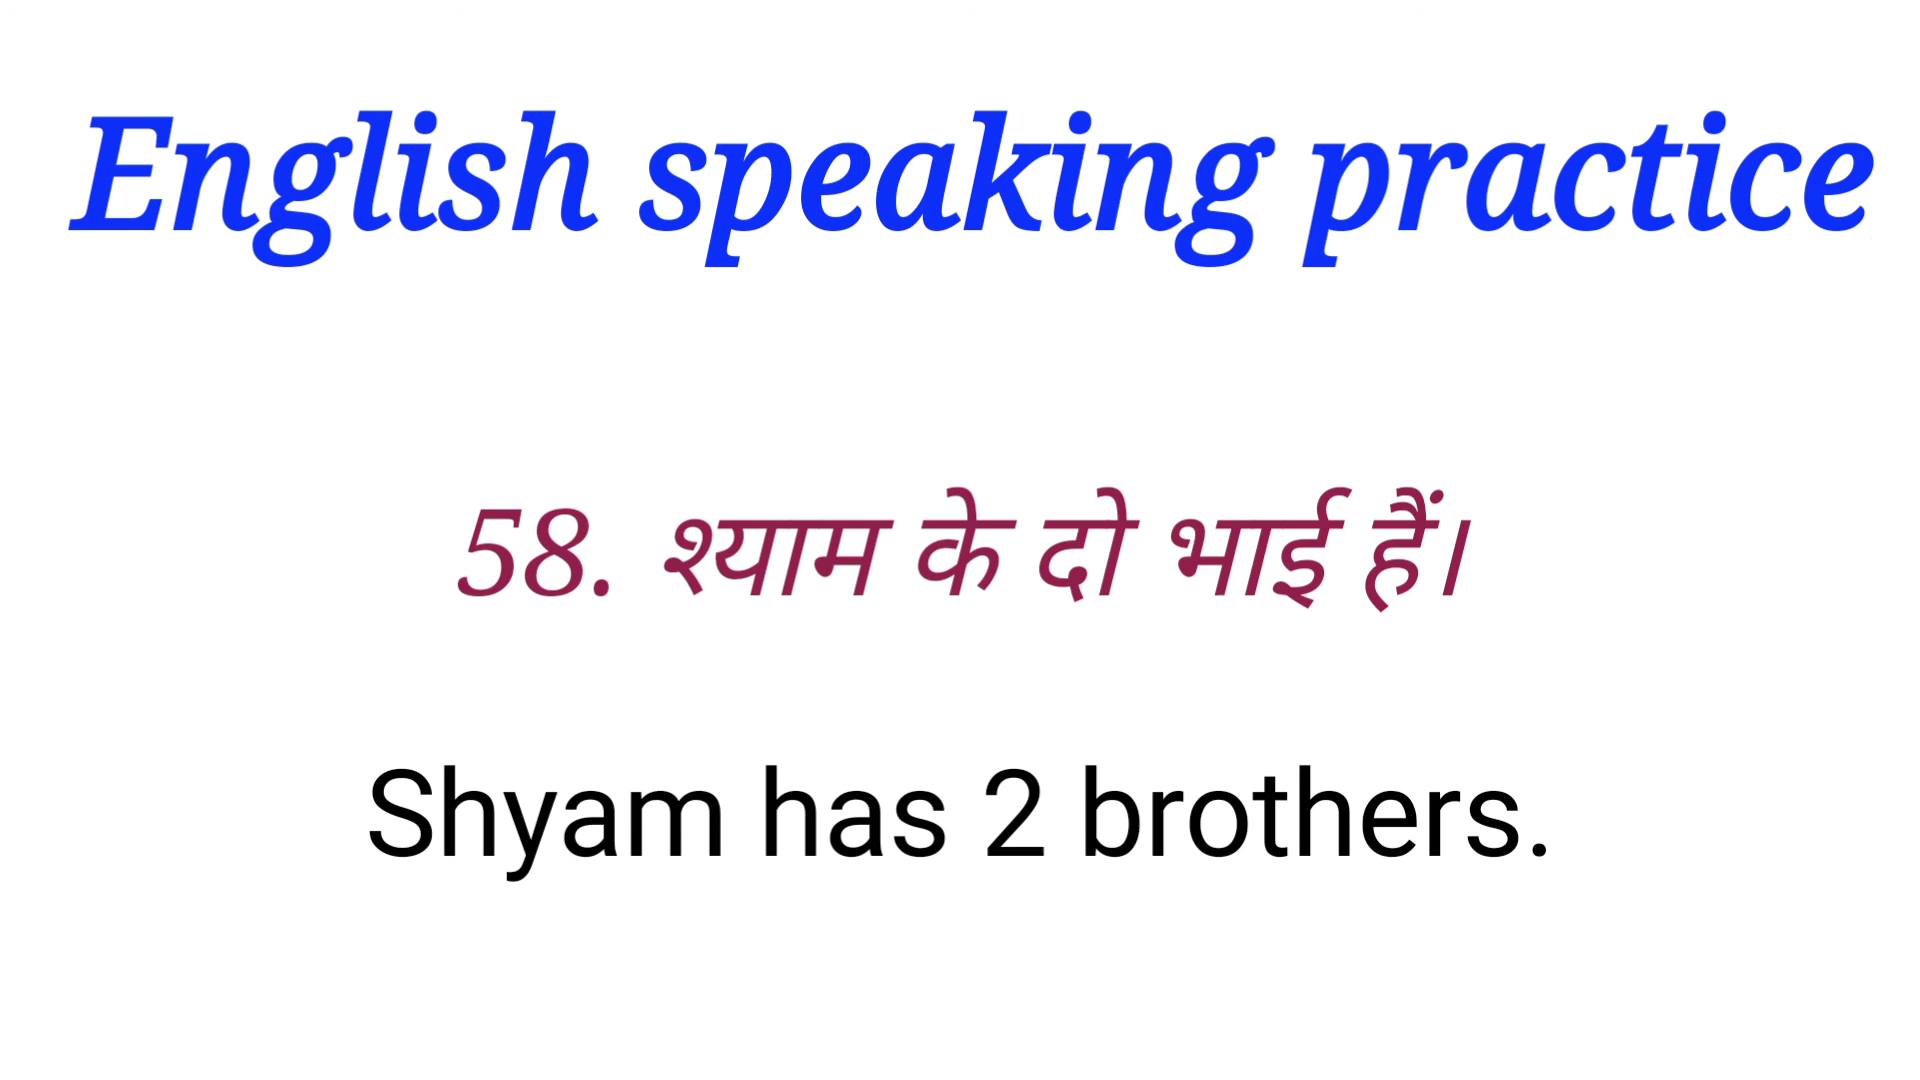 English speaking practice
58. श्याम के दो भाई हैं।
Shyam has 2 brothers.